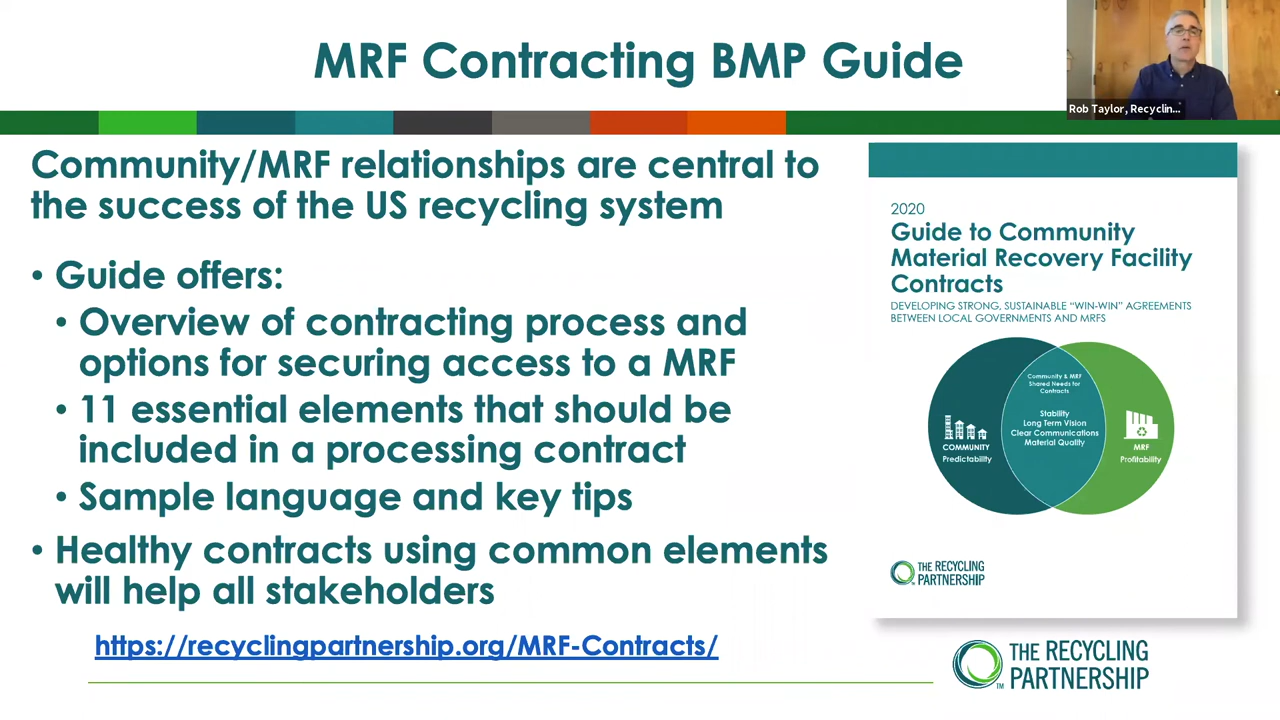 MRF Contracting BMP Guide
Rob Taylor, Recyclin...
Community/MRF relationships are central to
the success of the US recycling system
• Guide offers:
• Overview of contracting process and
options for securing access to a MRF
• 11 essential elements that should be
included in a processing contract
• Sample language and key tips
• Healthy contracts using common elements
will help all stakeholders
https://recyclingpartnership.org/MRF-Contracts/
2020
Guide to Community
Material Recovery Facility
Contracts
DEVELOPING STRONG, SUSTAINABLE “WIN-WIN” AGREEMENTS
BETWEEN LOCAL GOVERNMENTS AND MRFS
Community & MRF
Shared Needs for
Contracts
Stability
Long Term Vision
Clear Communications
Material Quality
COMMUNITY
Predictability
MRF
Profitability
THE RECYCLING
PARTNERSHIP
THE RECYCLING
PARTNERSHIP
TM